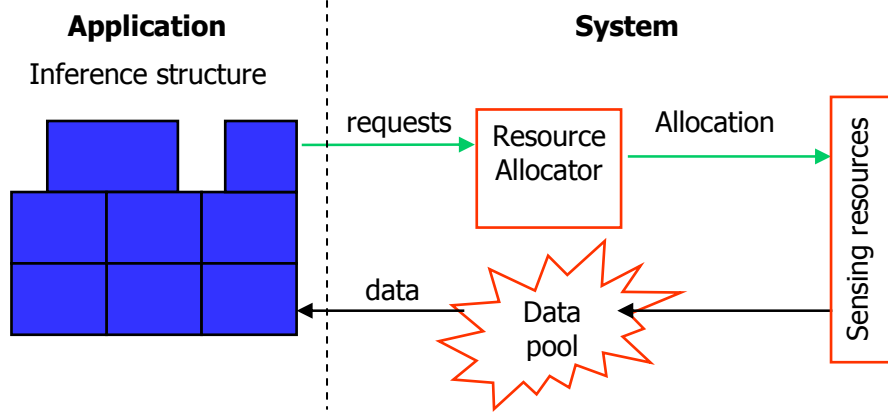 Application
System
Inference structure
requests
Resource
Allocator
Allocation
Sensing resources
data
Data
pool